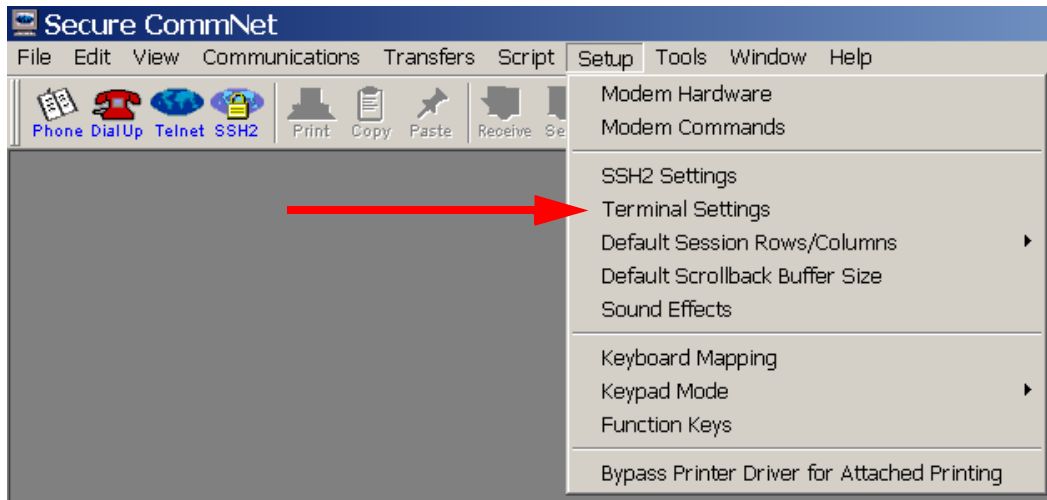 Secure CommNet
File Edit View Communications Transfers Script Setup Tools Window Help
Phone DialUp Telnet SSH2 Print Copy Paste Receive Se
Modem Hardware
Modem Commands
SSH2 Settings
Terminal Settings
Default Session Rows/Columns
Default Scrollback Buffer Size
Sound Effects
Keyboard Mapping
Keypad Mode
Function Keys
Bypass Printer Driver for Attached Printing